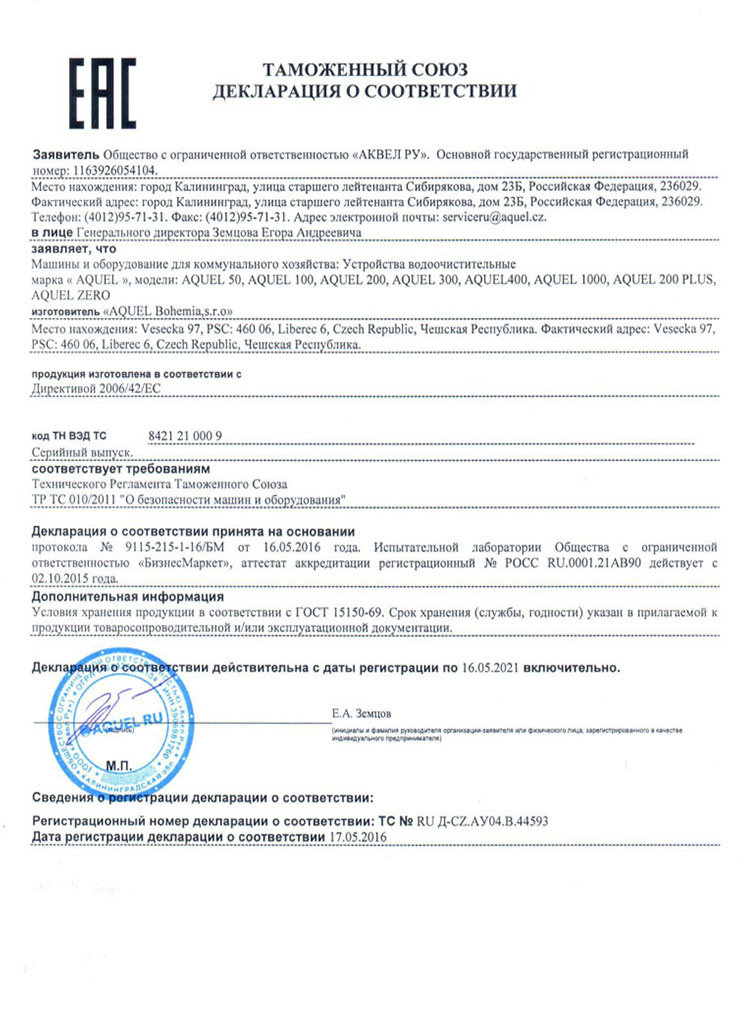 EAC
ТАМОЖЕННЫЙ СОЮЗ
ДЕКЛАРАЦИЯ О СООТВЕТСТВИИ
Заявитель Общество с ограниченной ответственностью «АКВЕЛ РУ». Основной государственный регистрационный
номер: 1163926054104.
Место нахождения: город Калининград, улица старшего лейтенанта Сибирякова, дом 23Б, Российская Федерация, 236029.
Фактический адрес: город Калининград, улица старшего лейтенанта Сибирякова, дом 23Б, Российская Федерация, 236029.
Телефон: (4012)95-71-31. Факс: (4012)95-71-31. Адрес электронной почты: serviceru@aquel.cz.
в лице Генерального директора Земцова Егора Андреевича
заявляет, что
Машины и оборудование для коммунального хозяйства: Устройства водоочистительные
марка « AQUEL », модели: AQUEL 50, AQUEL 100, AQUEL 200, AQUEL 300, AQUEL400, AQUEL 1000, AQUEL 200 PLUS,
AQUEL ZERO
изготовитель «AQUEL Bohemia,s.r.o»
Место нахождения: Vesecka 97, PSC: 460 06, Liberec 6, Czech Republic, Чешская Республика. Фактический адрес: Vesecka 97,
PSC: 460 06, Liberec 6, Czech Republic, Чешская Республика.
продукция изготовлена в соответствии с
Директивой 2006/42/ЕС
код ТН ВЭД ТС 8421 21 000 9
Серийный выпуск.
соответствует требованиям
Технического Регламента Таможенного Союза
ТР ТС 010/2011 "О безопасности машин и оборудования"
Декларация о соответствии принята на основании
протокола № 9115-215-1-16/БМ от 16.05.2016 года. Испытательной лаборатории Общества с ограниченной
ответственностью «БизнесМаркет», аттестат аккредитации регистрационный № РОСС RU.0001.21АВ90 действует с
02.10.2015 года.
Дополнительная информация
Условия хранения продукции в соответствии с ГОСТ 15150-69. Срок хранения (службы, годности) указан в прилагаемой к
продукции товаросопроводительной и/или эксплуатационной документации.
Декларация о соответствии действительна с даты регистрации по 16.05.2021 включительно.
AQUEL RU
(подпись)
М.П.
Е.А. Земцов
(инициалы и фамилия руководителя организации-заявителя или физического лица, зарегистрированного в качестве
индивидуального предпринимателя)
Сведения о регистрации декларации о соответствии:
Регистрационный номер декларации о соответствии: ТС № RU Д-CZ.АУ04.В.44593
Дата регистрации декларации о соответствии 17.05.2016